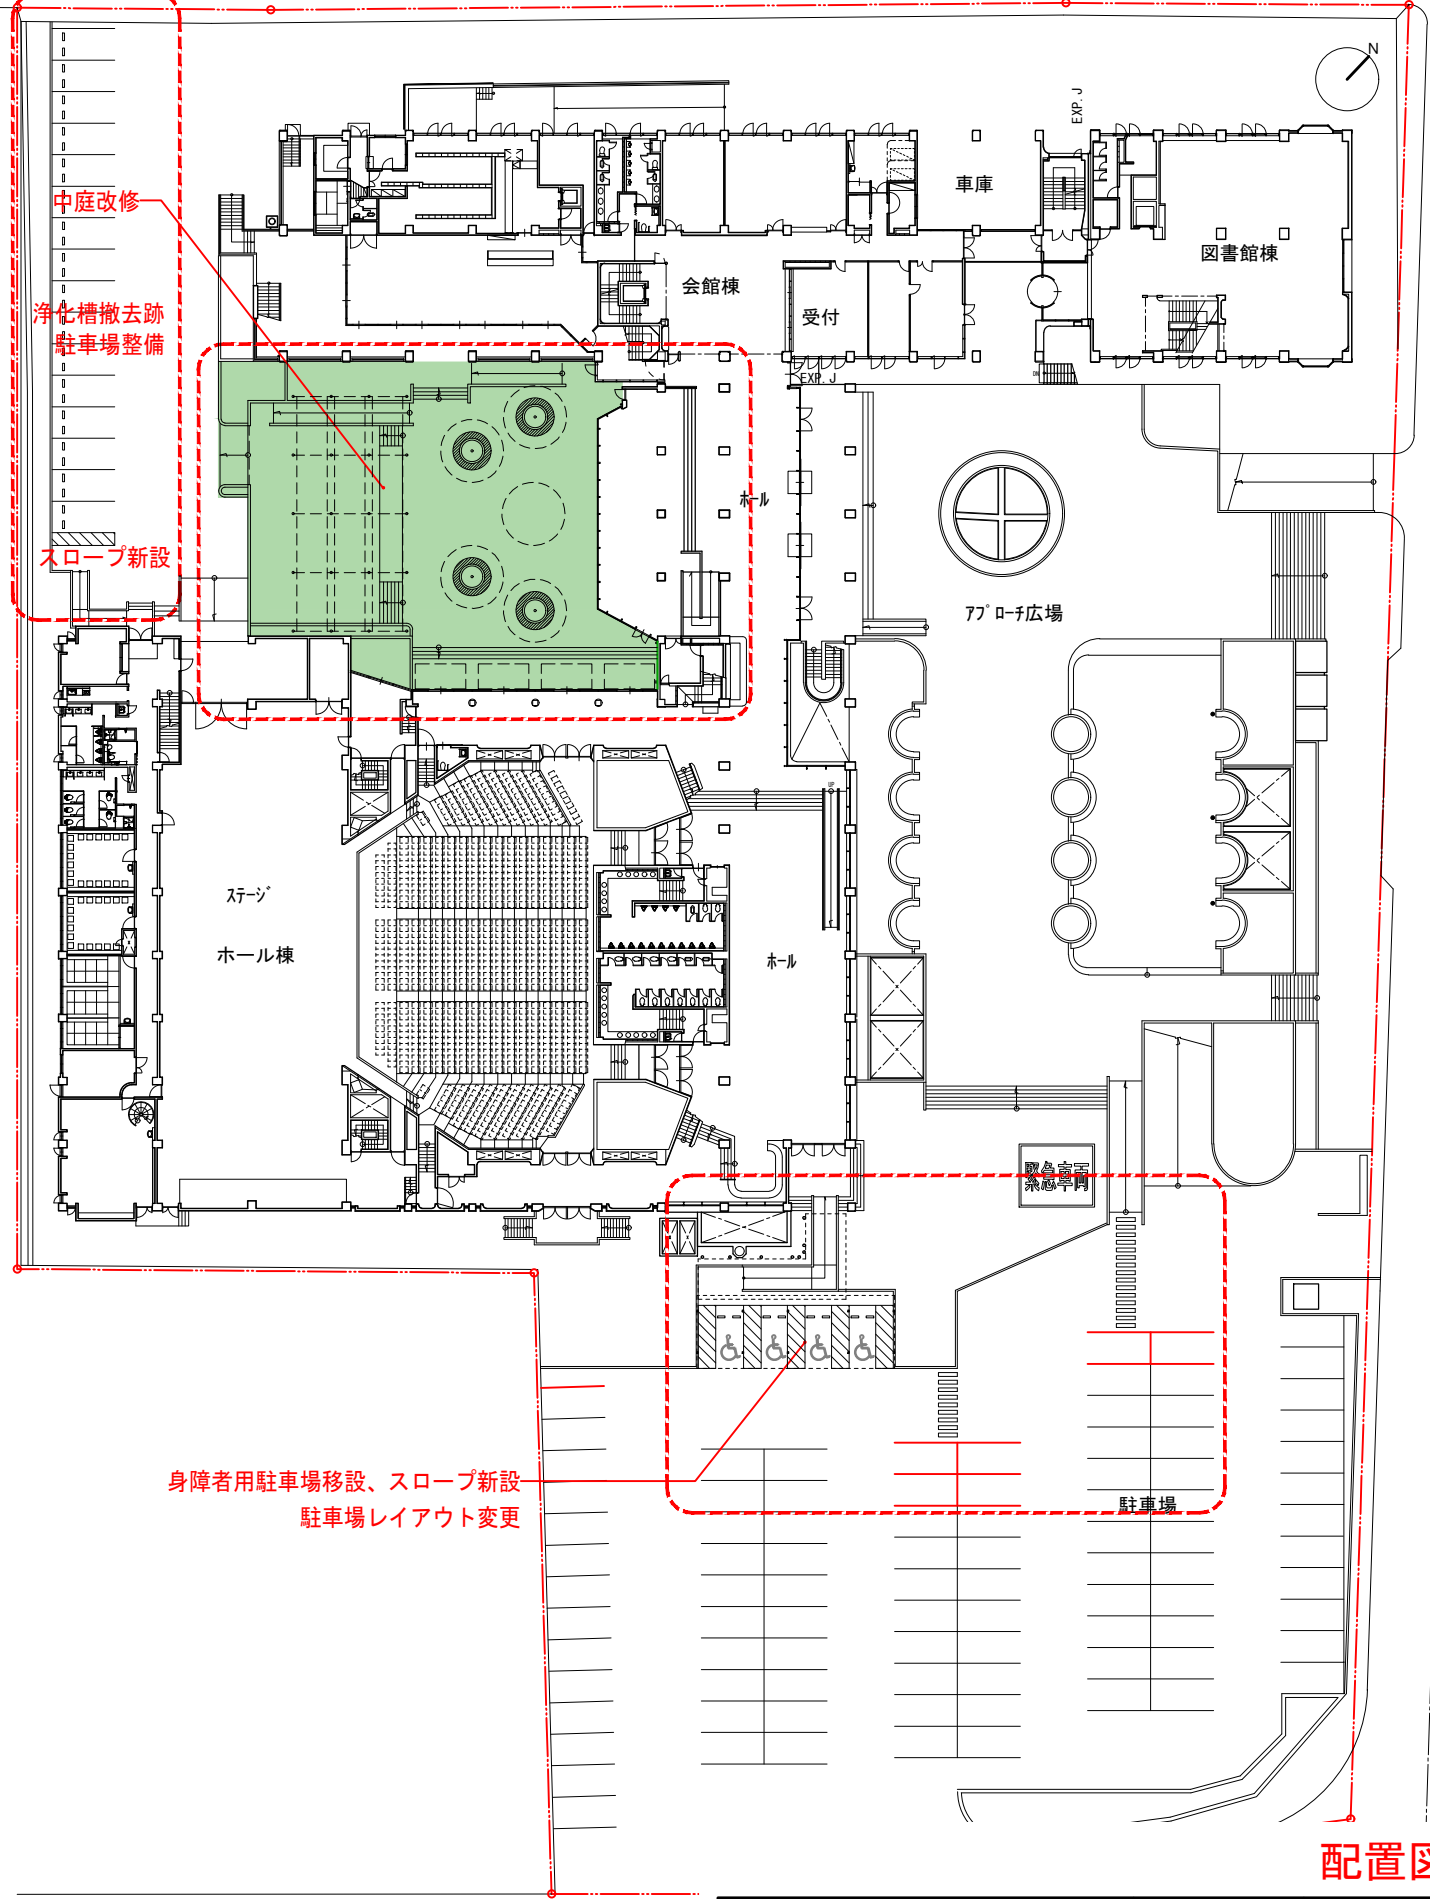 N
EXP. J
車庫
中庭改修
図書館棟
会館棟
浄化槽撤去跡
駐車場整備
受付
EXP. J
DN
ホール
スロープ新設
アプローチ広場
UP
ステージ
ホール棟
ホール
緊急車両
身障者用駐車場移設、スロープ新設
駐車場レイアウト変更
駐車場
配置図